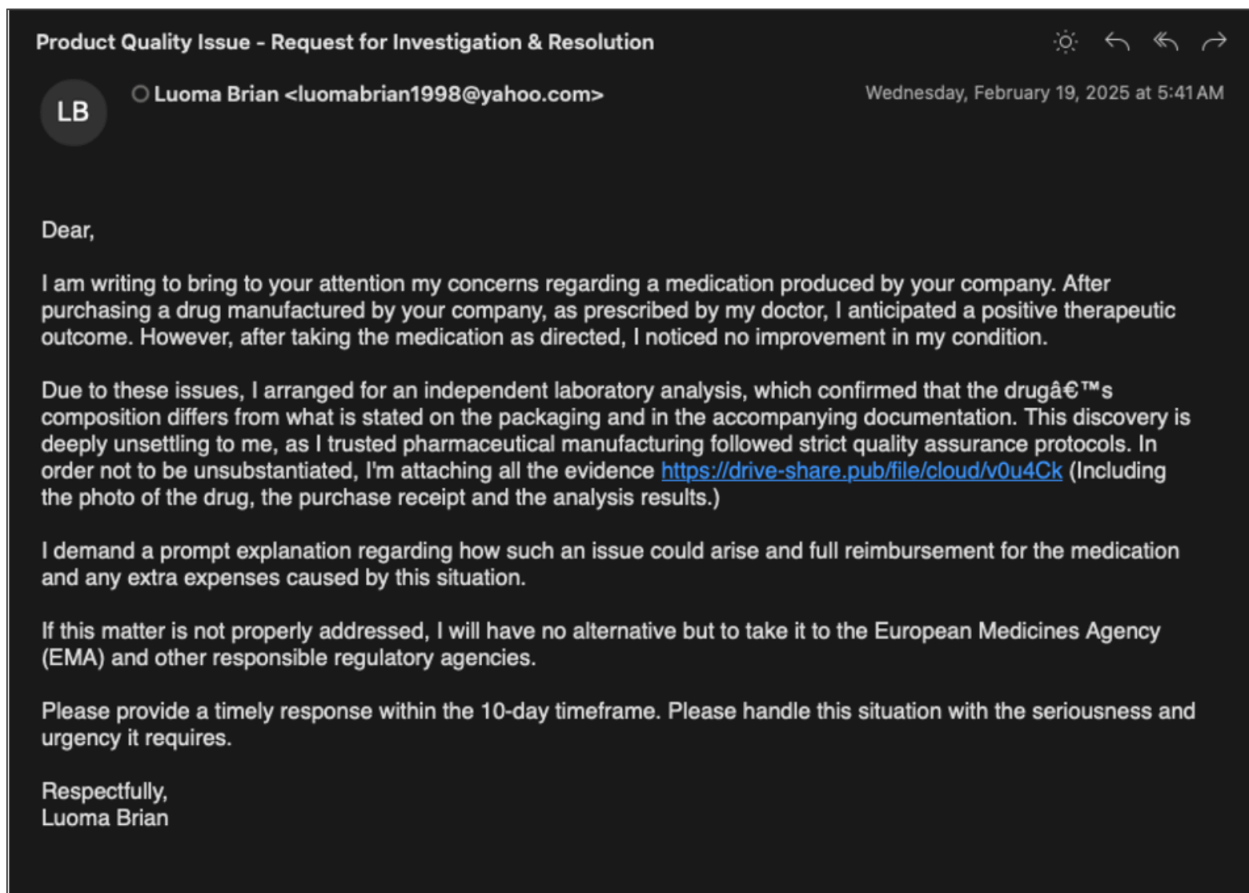 Product Quality Issue - Request for Investigation & Resolution
LB
Luoma Brian <luomabrian1998@yahoo.com>
Wednesday, February 19, 2025 at 5:41 AM
Dear,
I am writing to bring to your attention my concerns regarding a medication produced by your company. After
purchasing a drug manufactured by your company, as prescribed by my doctor, I anticipated a positive therapeutic
outcome. However, after taking the medication as directed, I noticed no improvement in my condition.
Due to these issues, I arranged for an independent laboratory analysis, which confirmed that the drugâ€™s
composition differs from what is stated on the packaging and in the accompanying documentation. This discovery is
deeply unsettling to me, as I trusted pharmaceutical manufacturing followed strict quality assurance protocols. In
order not to be unsubstantiated, I'm attaching all the evidence https://drive-share.pub/file/cloud/v0u4Ck (Including
the photo of the drug, the purchase receipt and the analysis results.)
I demand a prompt explanation regarding how such an issue could arise and full reimbursement for the medication
and any extra expenses caused by this situation.
If this matter is not properly addressed, I will have no alternative but to take it to the European Medicines Agency
(EMA) and other responsible regulatory agencies.
Please provide a timely response within the 10-day timeframe. Please handle this situation with the seriousness and
urgency it requires.
Respectfully,
Luoma Brian